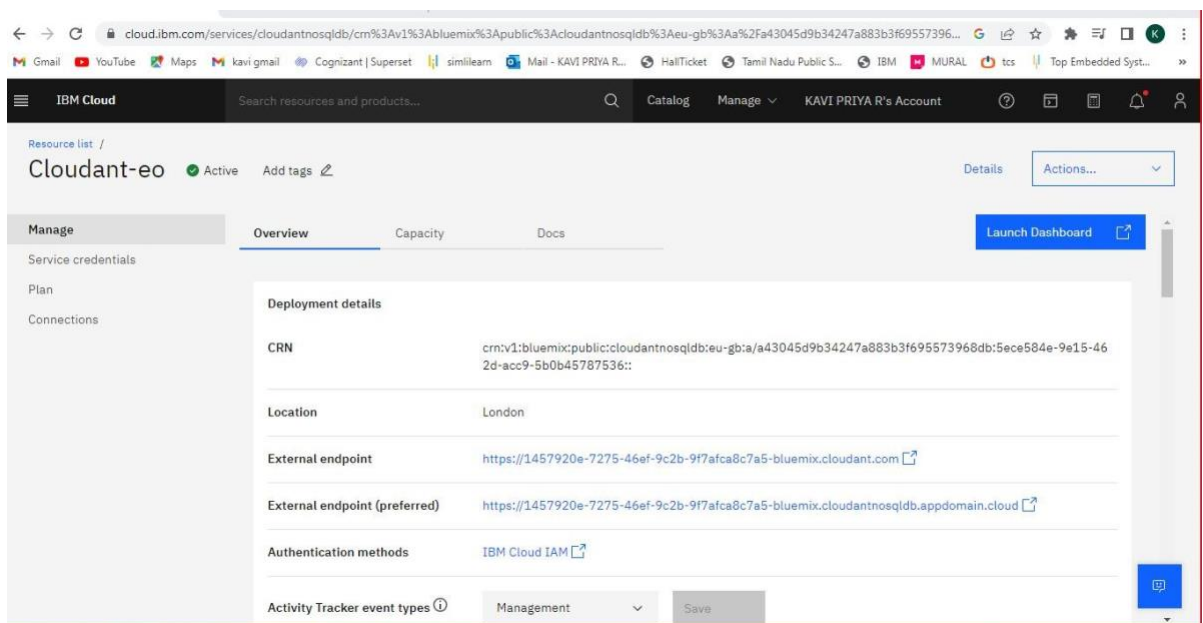 cloud.ibm.com/services/cloudantnosqldb/crn%3Av1%3Abluemix%3Apublic%3Acloudantnosqldb%3Aeu-gb%3Aa%2Fa43045d9b34247a883b3f69557396... G K
Gmail YouTube Maps kavi gmail Cognizant | Superset simlilearn Mail - KAVI PRIYA R... HallTicket Tamil Nadu Public S... IBM MURAL tcs Top Embedded Syst... »
IBM Cloud Search resources and products... Catalog Manage KAVI PRIYA R's Account
Resource list /
Cloudant-eo Active Add tags Details Actions...
Manage Overview Capacity Docs Launch Dashboard
Service credentials
Plan
Connections
Deployment details
CRN crn:v1:bluemix:public:cloudantnosqldb:eu-gb:a/a43045d9b34247a883b3f695573968db:5ece584e-9e15-46
2d-acc9-5b0b45787536::
Location London
External endpoint https://1457920e-7275-46ef-9c2b-9f7afca8c7a5-bluemix.cloudant.com
External endpoint (preferred) https://1457920e-7275-46ef-9c2b-9f7afca8c7a5-bluemix.cloudantnosqldb.appdomain.cloud
Authentication methods IBM Cloud IAM
Activity Tracker event types Management Save